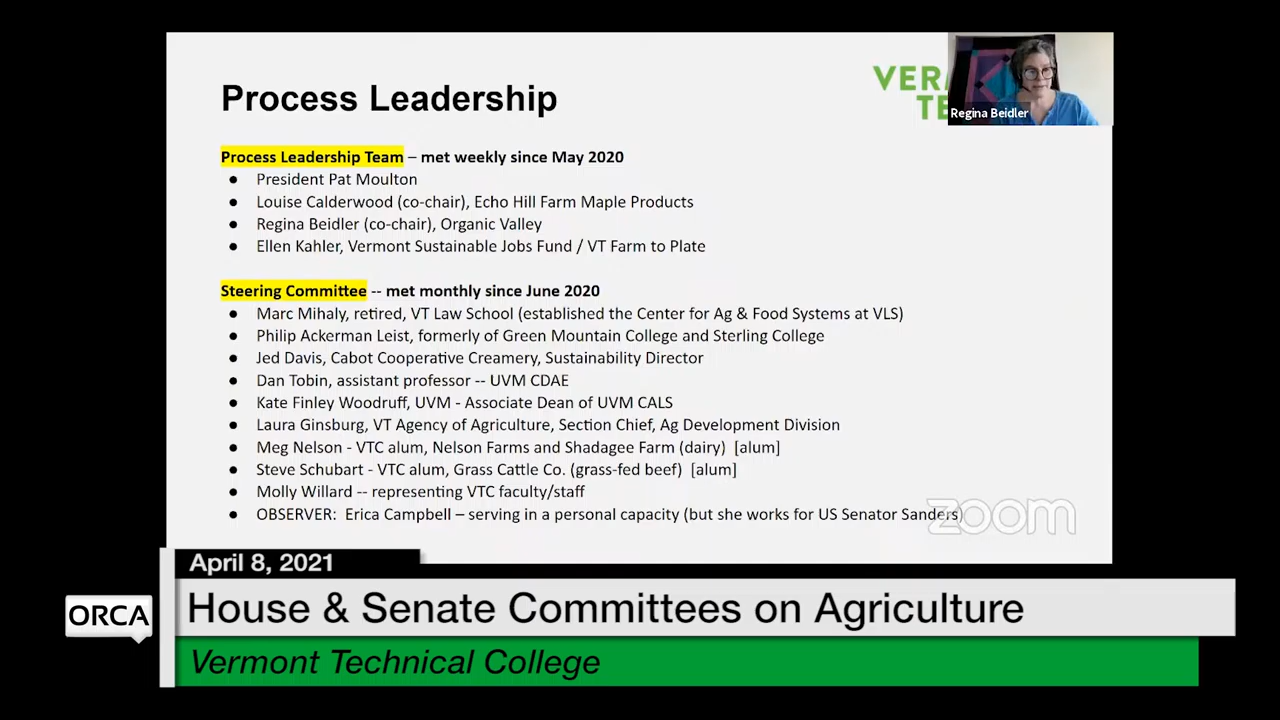 Process Leadership
VER
TE
Regina Beidler
Process Leadership Team – met weekly since May 2020
● President Pat Moulton
● Louise Calderwood (co-chair), Echo Hill Farm Maple Products
● Regina Beidler (co-chair), Organic Valley
● Ellen Kahler, Vermont Sustainable Jobs Fund / VT Farm to Plate
Steering Committee -- met monthly since June 2020
● Marc Mihaly, retired, VT Law School (established the Center for Ag & Food Systems at VLS)
● Philip Ackerman Leist, formerly of Green Mountain College and Sterling College
● Jed Davis, Cabot Cooperative Creamery, Sustainability Director
● Dan Tobin, assistant professor -- UVM CDAE
● Kate Finley Woodruff, UVM - Associate Dean of UVM CALS
● Laura Ginsburg, VT Agency of Agriculture, Section Chief, Ag Development Division
● Meg Nelson - VTC alum, Nelson Farms and Shadagee Farm (dairy) [alum]
● Steve Schubart - VTC alum, Grass Cattle Co. (grass-fed beef) [alum]
● Molly Willard -- representing VTC faculty/staff
● OBSERVER: Erica Campbell – serving in a personal capacity (but she works for US Senator Sanders)
zoom
April 8, 2021
ORCA
House & Senate Committees on Agriculture
Vermont Technical College